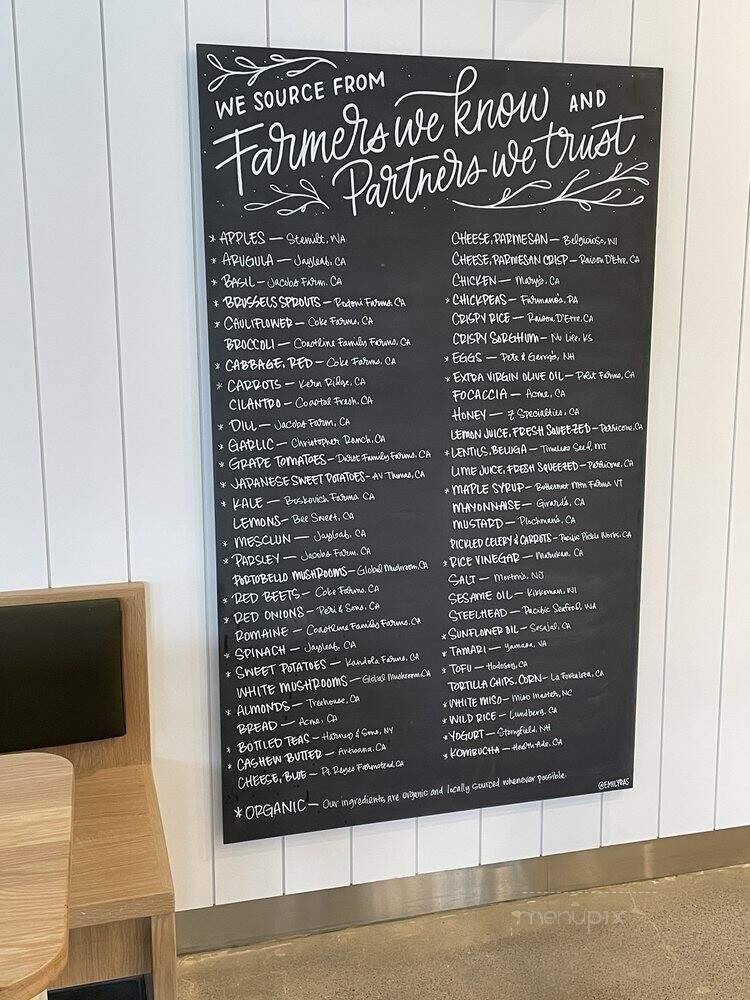 WE SOURCE FROM
Farmers we know AND
Partners we trust
* APPLES — Stemilt, WA
* ARUGULA — Jayleaf, CA
* BASIL — Jacobs Farm, CA
* BRUSSELS SPROUTS — Rodoni Farms, CA
* CAULIFLOWER — Coke Farms, CA
BROCCOLI — Coastline Family Farms, CA
* CABBAGE, RED — Coke Farms, CA
* CARROTS — Kern Ridge, CA
CILANTRO — Coastal Fresh, CA
* DILL — Jacobs Farm, CA
* GARLIC — Christopher Ranch, CA
* GRAPE TOMATOES — Durst Family Farms, CA
* JAPANESE SWEET POTATOES — AV Thomas, CA
* KALE — Boskovich Farms, CA
LEMONS — Bee Sweet, CA
* MESCLUN — Jayleaf, CA
* PARSLEY — Jacobs Farm, CA
PORTOBELLO MUSHROOMS — Global Mushroom, CA
* RED BEETS — Coke Farms, CA
* RED ONIONS — Peri & Sons, CA
ROMAINE — Coastline Family Farms, CA
* SPINACH — Jayleaf, CA
* SWEET POTATOES — Kandola Farms, CA
WHITE MUSHROOMS — Global Mushroom, CA
* ALMONDS — Treehouse, CA
BREAD — Acme, CA
* BOTTLED TEAS — Harney & Sons, NY
* CASHEW BUTTER — Artisana, CA
CHEESE, BLUE — Pt. Reyes Farmstead, CA
CHEESE, PARMESAN — Belgioioso, WI
CHEESE, PARMESAN CRISP — Raison D'Etre, CA
CHICKEN — Mary's, CA
* CHICKPEAS — Furmano's, PA
CRISPY RICE — Raison D'Etre, CA
CRISPY SORGHUM — Nu Life, KS
* EGGS — Pete & Gerry's, NH
* EXTRA VIRGIN OLIVE OIL — Polit Farms, CA
FOCACCIA — Acme, CA
HONEY — Z Specialties, CA
LEMON JUICE, FRESH SQUEEZED — Perricone, CA
* LENTILS, BELUGA — Timeless Seed, MT
LIME JUICE, FRESH SQUEEZED — Perricone, CA
* MAPLE SYRUP — Butternut Mtn Farms VT
MAYONNAISE — Girard's, CA
MUSTARD — Plochman's, CA
PICKLED CELERY & CARROTS — Pacific Pickle Works, CA
* RICE VINEGAR — Marukan, CA
SALT — Morton's, NJ
SESAME OIL — Kikkoman, WI
STEELHEAD — Pacific Seafood, WA
* SUNFLOWER OIL — Sesajal, CA
* TAMARI — Yamasa, VA
* TOFU — Hodosoy, CA
TORTILLA CHIPS, CORN — La Fortaleza, CA
* WHITE MISO — Miso Master, NC
* WILD RICE — Lundberg, CA
* YOGURT — Stonyfield, NH
* KOMBUCHA — Health-Ade, CA
* ORGANIC — Our ingredients are organic and locally sourced whenever possible.
@EMILYDAS
menupix